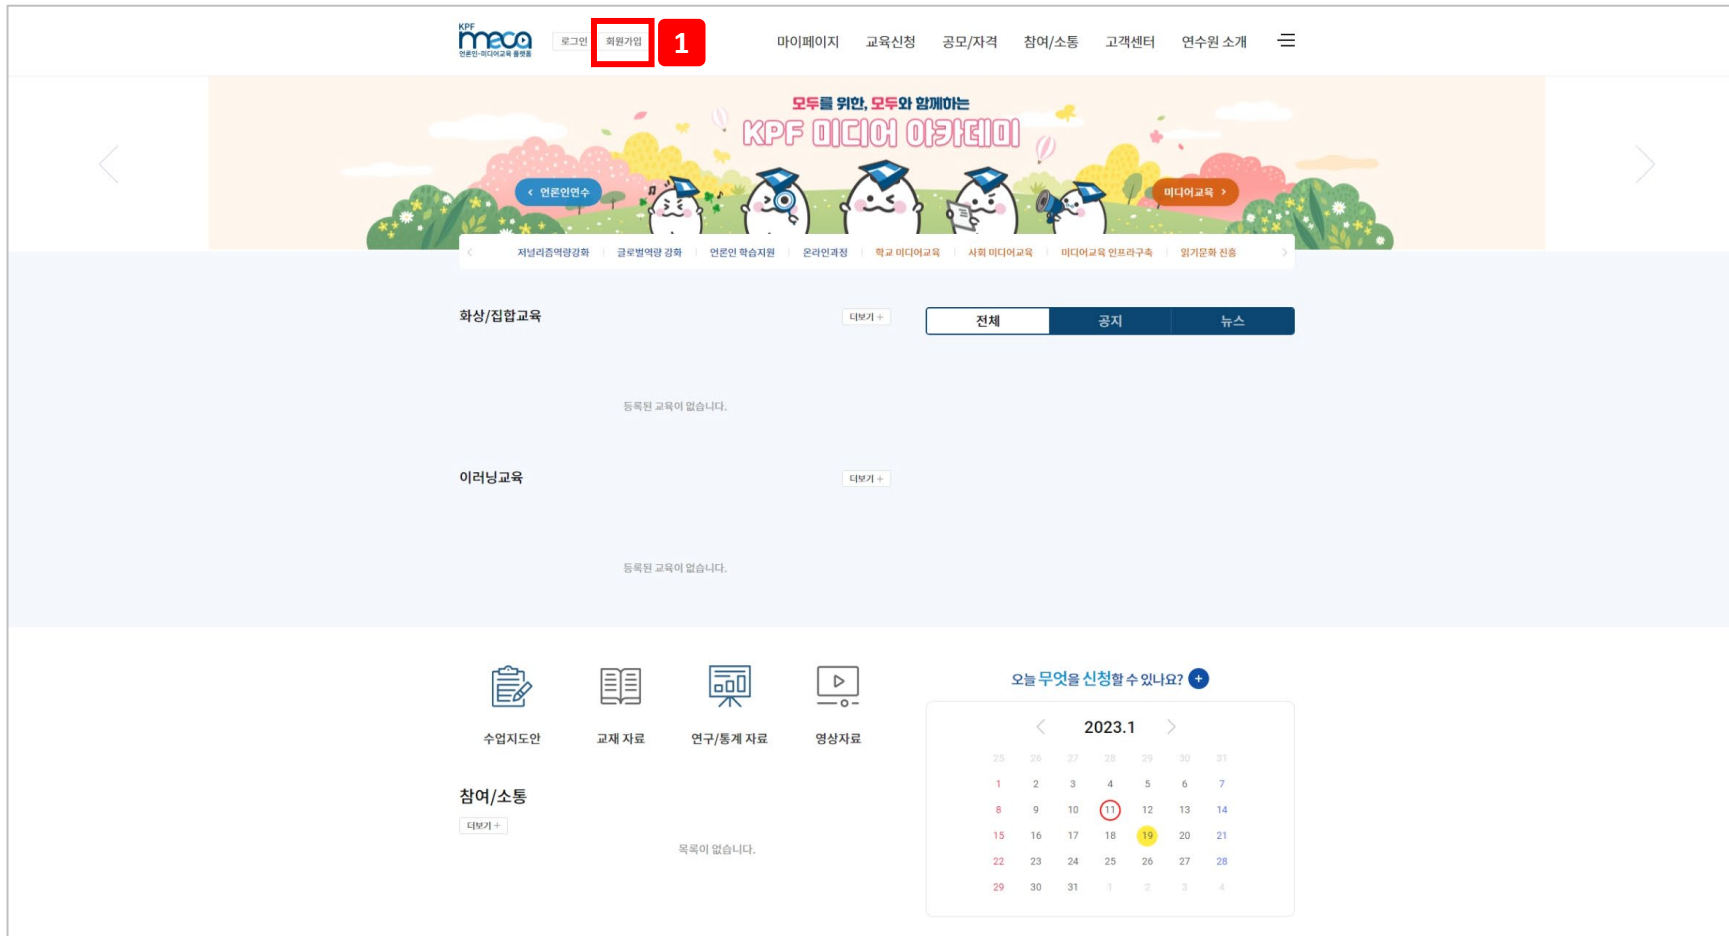 KPF
meca
언론인·미디어교육 플랫폼
로그인
회원가입
1
마이페이지 교육신청 공모/자격 참여/소통 고객센터 연수원 소개
모두를 위한, 모두와 함께하는
KPF 미디어 아카데미
언론인연수
미디어교육
저널리즘역량강화 글로벌역량 강화 언론인 학습지원 온라인과정 학교 미디어교육 사회 미디어교육 미디어교육 인프라구축 읽기문화 진흥
화상/집합교육
더보기 +
전체 공지 뉴스
등록된 교육이 없습니다.
이러닝교육
더보기 +
등록된 교육이 없습니다.
수업지도안 교재 자료 연구/통계 자료 영상자료
참여/소통
더보기 +
목록이 없습니다.
오늘 무엇을 신청할 수 있나요? +
2023.1
25 26 27 28 29 30 31
1 2 3 4 5 6 7
8 9 10 11 12 13 14
15 16 17 18 19 20 21
22 23 24 25 26 27 28
29 30 31 1 2 3 4